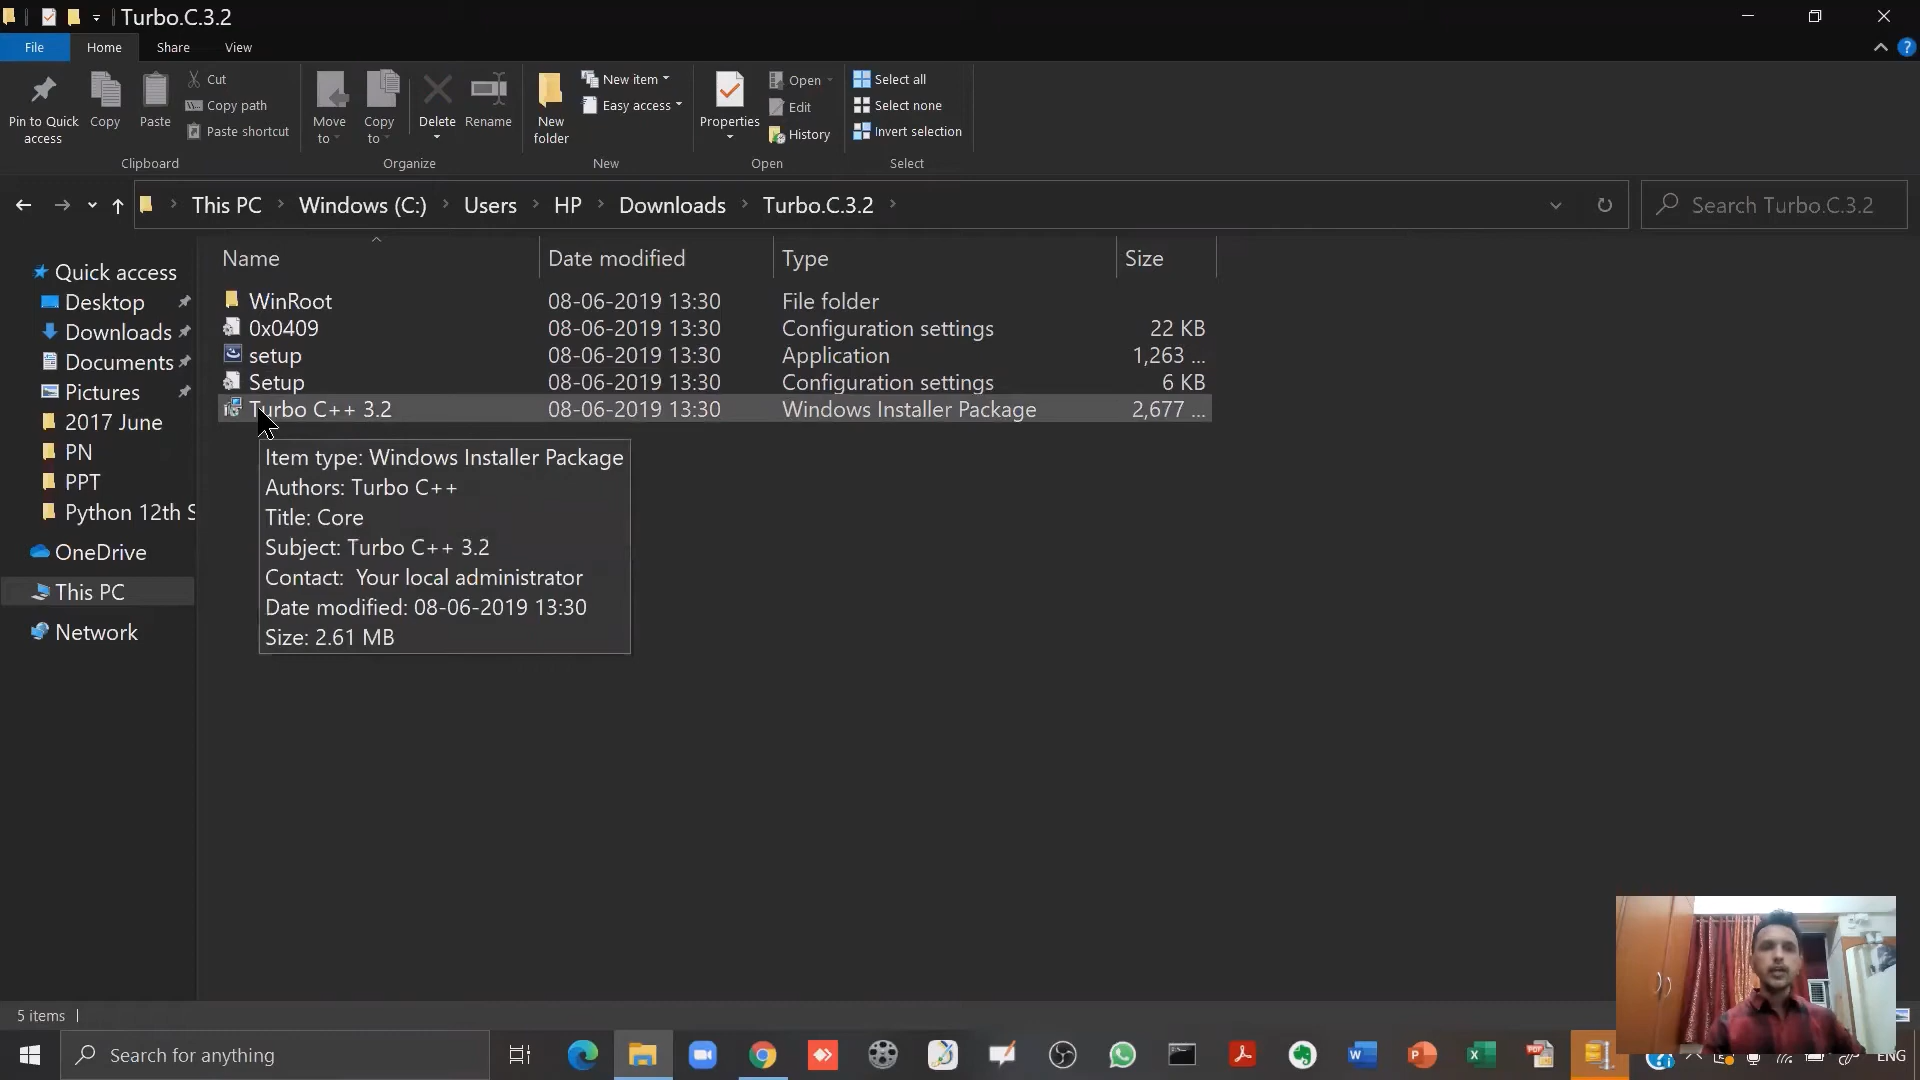 Turbo.C.3.2
File Home Share View
Pin to Quick access
Copy
Paste
Cut
Copy path
Paste shortcut
Clipboard
Move to
Copy to
Delete
Rename
Organize
New folder
New item
Easy access
New
Properties
Open
Edit
History
Open
Select all
Select none
Invert selection
Select
This PC Windows (C:) Users HP Downloads Turbo.C.3.2
Search Turbo.C.3.2
Name Date modified Type Size
WinRoot 08-06-2019 13:30 File folder
0x0409 08-06-2019 13:30 Configuration settings 22 KB
setup 08-06-2019 13:30 Application 1,263 ...
Setup 08-06-2019 13:30 Configuration settings 6 KB
Turbo C++ 3.2 08-06-2019 13:30 Windows Installer Package 2,677 ...
Item type: Windows Installer Package
Authors: Turbo C++
Title: Core
Subject: Turbo C++ 3.2
Contact: Your local administrator
Date modified: 08-06-2019 13:30
Size: 2.61 MB
Quick access
Desktop
Downloads
Documents
Pictures
2017 June
PN
PPT
Python 12th S
OneDrive
This PC
Network
5 items
Search for anything
ENG